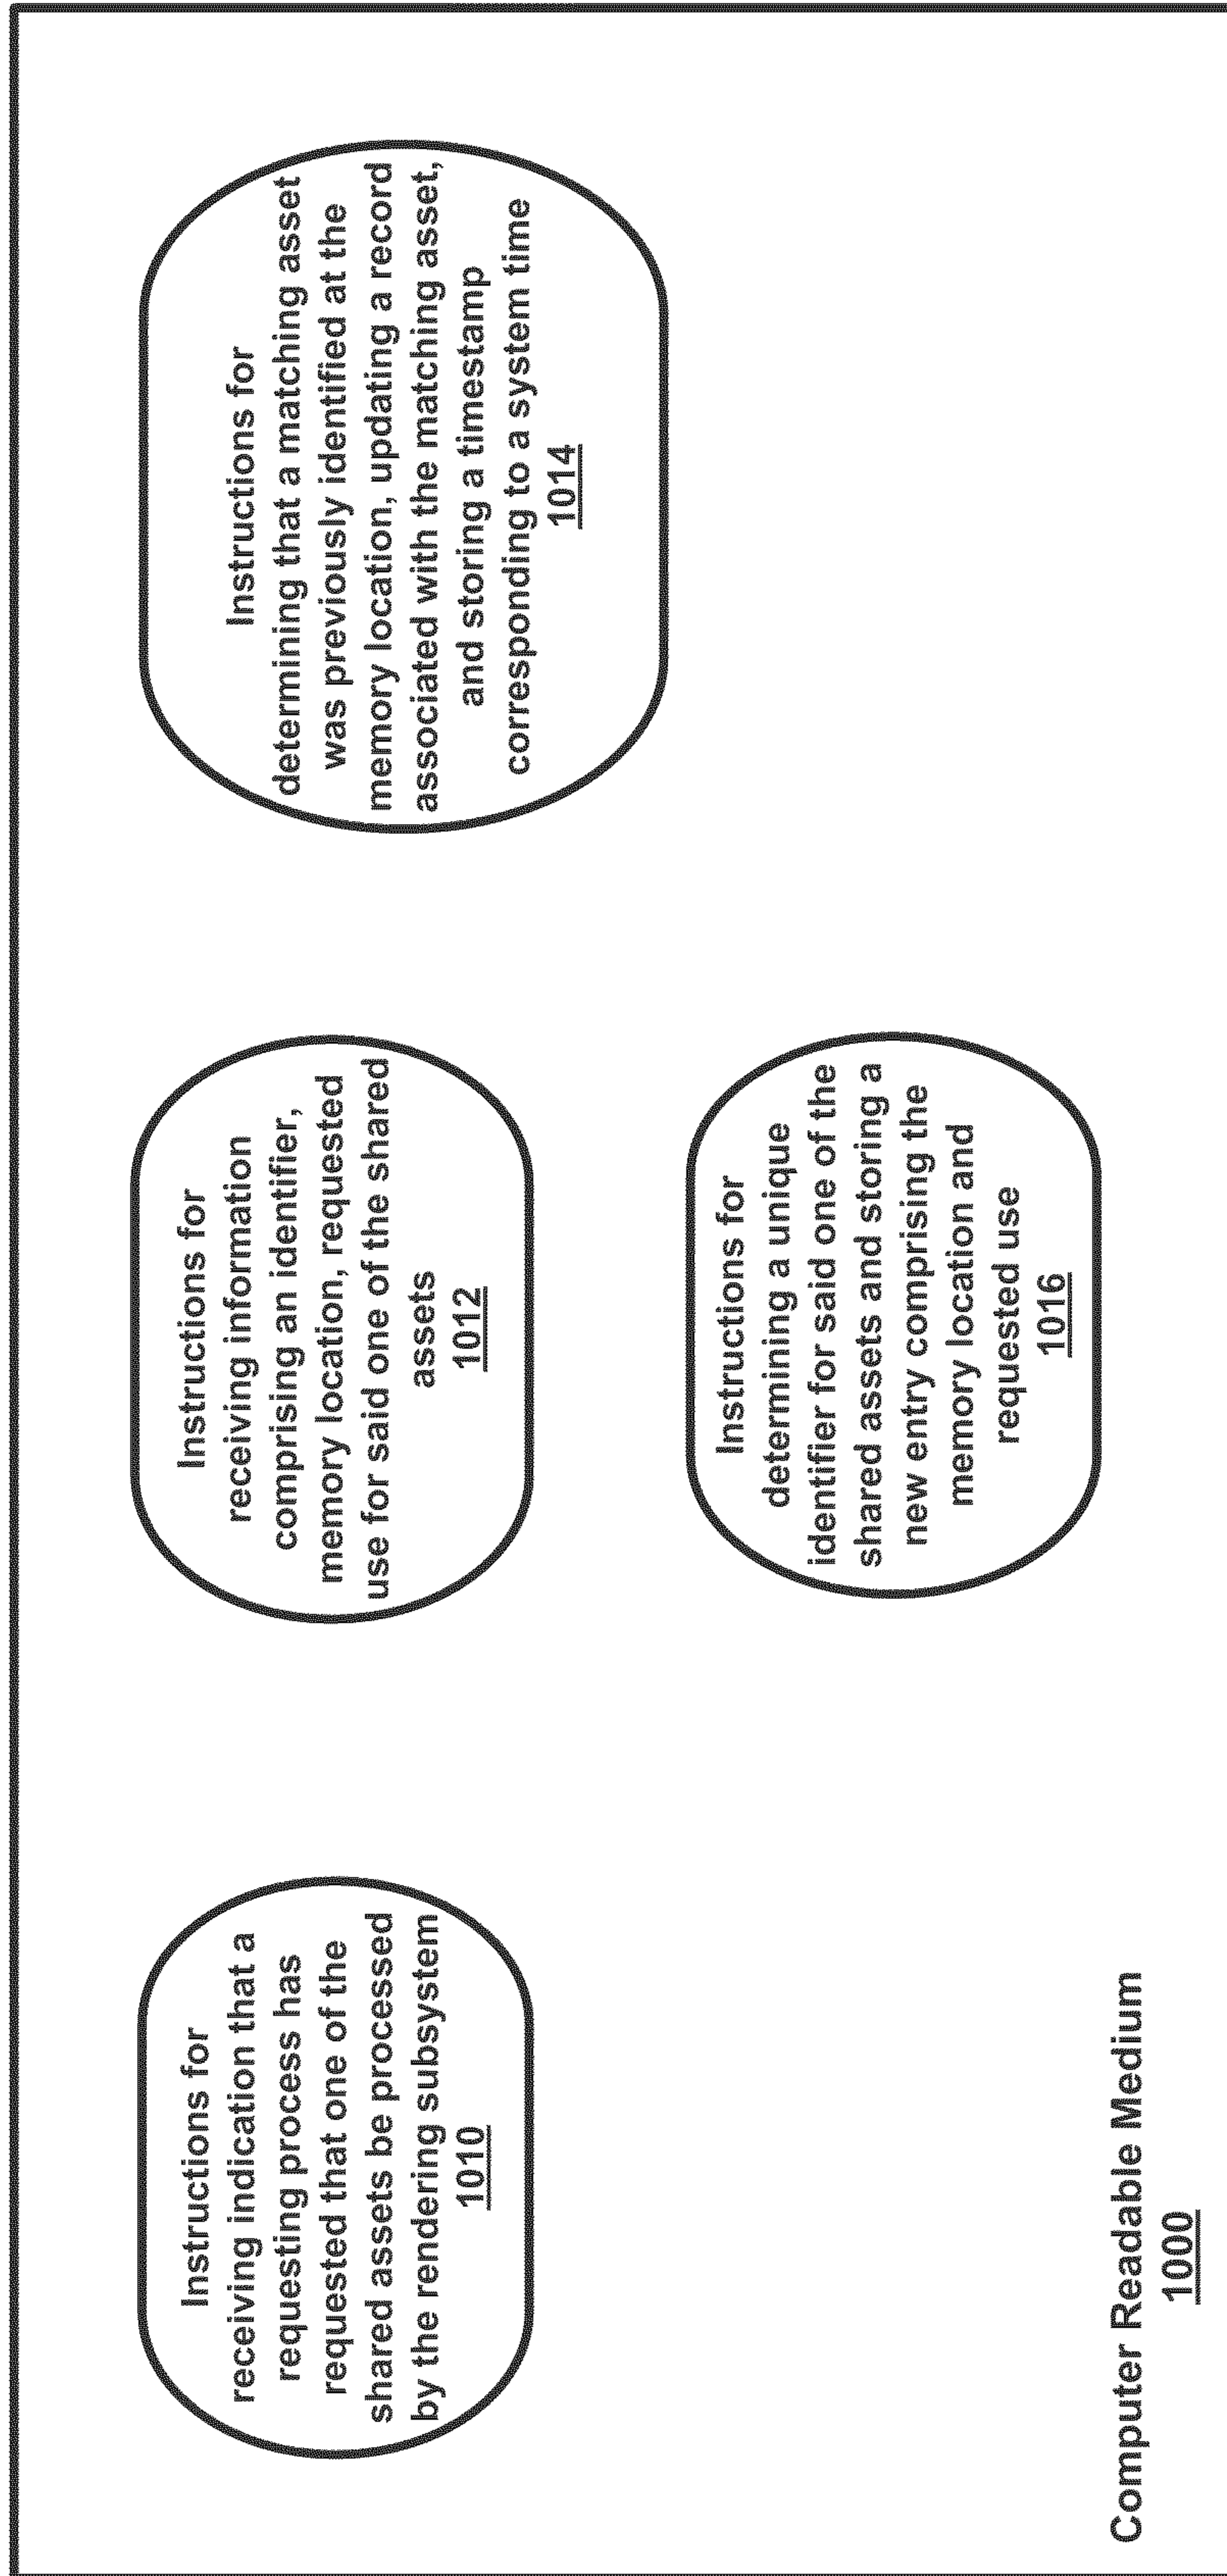 Instructions for
receiving indication that a
requesting process has
requested that one of the
shared assets be processed
by the rendering subsystem
1010
Instructions for
receiving information
comprising an identifier,
memory location, requested
use for said one of the shared
assets
1012
Instructions for
determining that a matching asset
was previously identified at the
memory location, updating a record
associated with the matching asset,
and storing a timestamp
corresponding to a system time
1014
Instructions for
determining a unique
identifier for said one of the
shared assets and storing a
new entry comprising the
memory location and
requested use
1016
Computer Readable Medium
1000